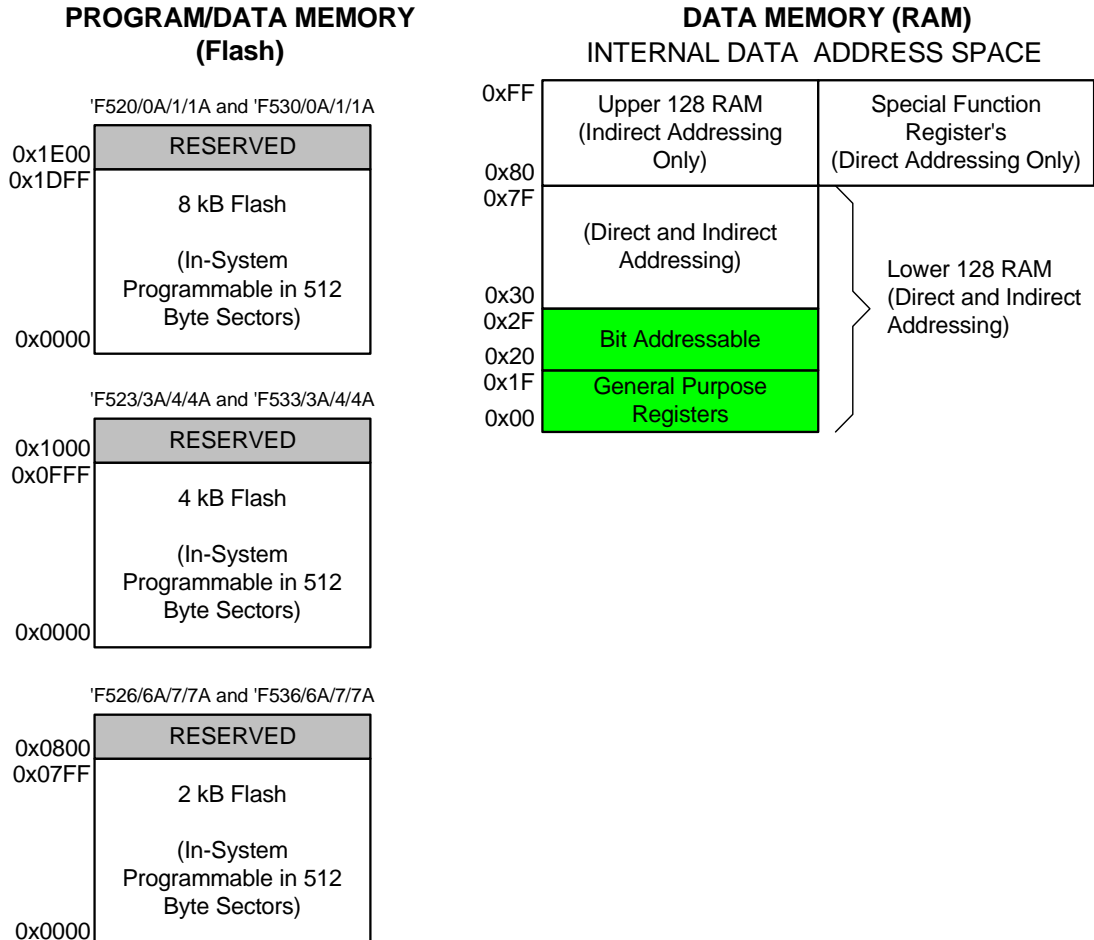 PROGRAM/DATA MEMORY
(Flash)
'F520/0A/1/1A and 'F530/0A/1/1A
RESERVED
0x1E00
0x1DFF
8 kB Flash
(In-System
Programmable in 512
Byte Sectors)
0x0000
'F523/3A/4/4A and 'F533/3A/4/4A
RESERVED
0x1000
0x0FFF
4 kB Flash
(In-System
Programmable in 512
Byte Sectors)
0x0000
'F526/6A/7/7A and 'F536/6A/7/7A
RESERVED
0x0800
0x07FF
2 kB Flash
(In-System
Programmable in 512
Byte Sectors)
0x0000
DATA MEMORY (RAM)
INTERNAL DATA ADDRESS SPACE
0xFF
Upper 128 RAM
(Indirect Addressing
Only)
0x80
Special Function
Register's
(Direct Addressing Only)
0x7F
(Direct and Indirect
Addressing)
0x30
Lower 128 RAM
(Direct and Indirect
Addressing)
0x2F
Bit Addressable
0x20
0x1F
General Purpose
Registers
0x00